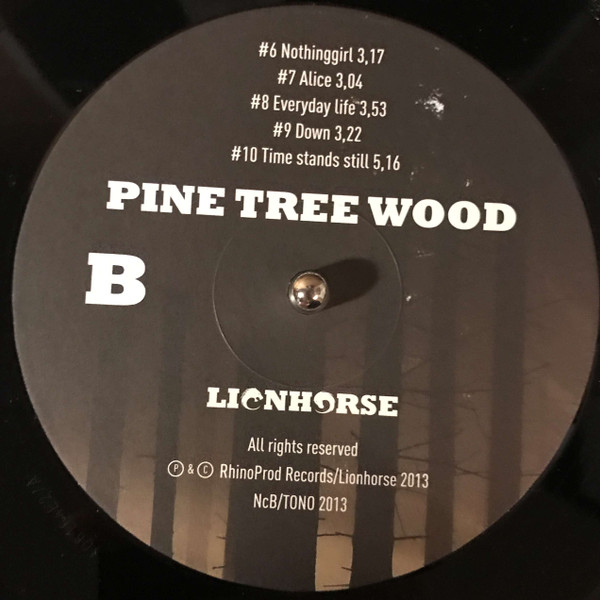 #6 Nothinggirl 3,17
#7 Alice 3,04
#8 Everyday life 3,53
#9 Down 3,22
#10 Time stands still 5,16
PINE TREE WOOD
B
LIONHORSE
All rights reserved
Ⓟ & © RhinoProd Records/Lionhorse 2013
NcB/TONO 2013